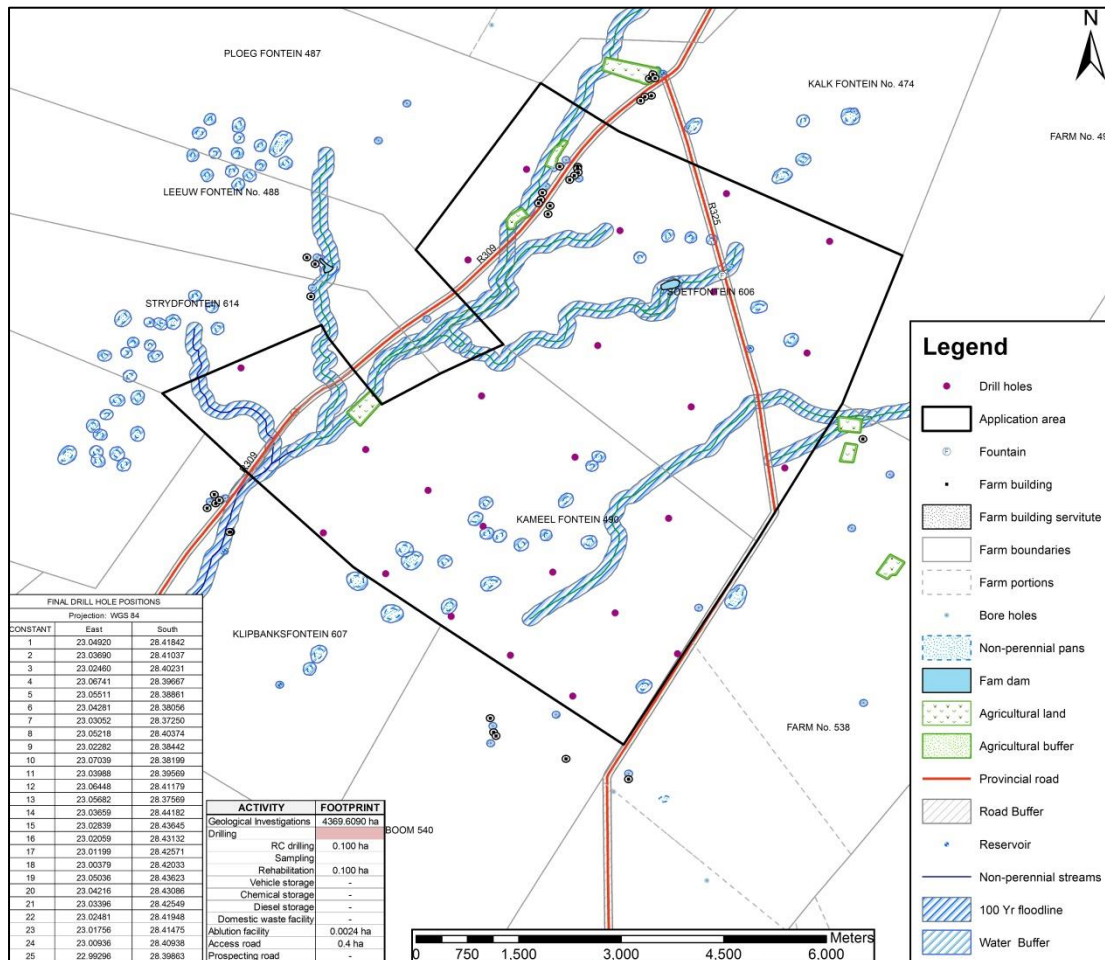 N
PLOEG FONTEIN 487
KALK FONTEIN No. 474
FARM No. 49
LEEUW FONTEIN No. 488
R325
R309
STRYDFONTEIN 614
SOETFONTEIN 606
R309
KAMEEL FONTEIN 490
KLIPBANKSFONTEIN 607
FARM No. 538
BOOM 540
Legend
Drill holes
Application area
Fountain
Farm building
Farm building servitute
Farm boundaries
Farm portions
Bore holes
Non-perennial pans
Fam dam
Agricultural land
Agricultural buffer
Provincial road
Road Buffer
Reservoir
Non-perennial streams
100 Yr floodline
Water Buffer
FINAL DRILL HOLE POSITIONS
Projection: WGS 84
CONSTANT East South
1 23.04920 28.41842
2 23.03690 28.41037
3 23.02460 28.40231
4 23.06741 28.39667
5 23.05511 28.38861
6 23.04281 28.38056
7 23.03052 28.37250
8 23.05218 28.40374
9 23.02282 28.38442
10 23.07039 28.38199
11 23.03988 28.39569
12 23.06448 28.41179
13 23.05682 28.37569
14 23.03659 28.44182
15 23.02839 28.43645
16 23.02059 28.43132
17 23.01199 28.42571
18 23.00379 28.42033
19 23.05036 28.43623
20 23.04216 28.43086
21 23.03396 28.42549
22 23.02481 28.41948
23 23.01756 28.41475
24 23.00936 28.40938
25 22.99296 28.39863
ACTIVITY FOOTPRINT
Geological Investigations 4369.6090 ha
Drilling
RC drilling 0.100 ha
Sampling
Rehabilitation 0.100 ha
Vehicle storage -
Chemical storage -
Diesel storage -
Domestic waste facility -
Ablution facility 0.0024 ha
Access road 0.4 ha
Prospecting road -
Meters
0 750 1,500 3,000 4,500 6,000